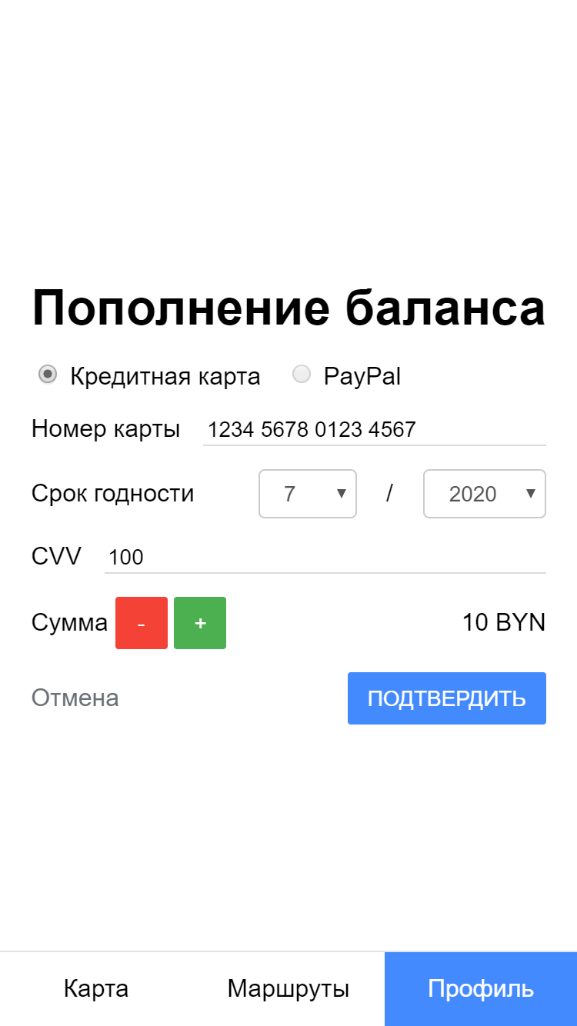 Пополнение баланса
Кредитная карта PayPal
Номер карты 1234 5678 0123 4567
Срок годности 7 / 2020
CVV 100
Сумма - + 10 BYN
Отмена ПОДТВЕРДИТЬ
Карта Маршруты Профиль